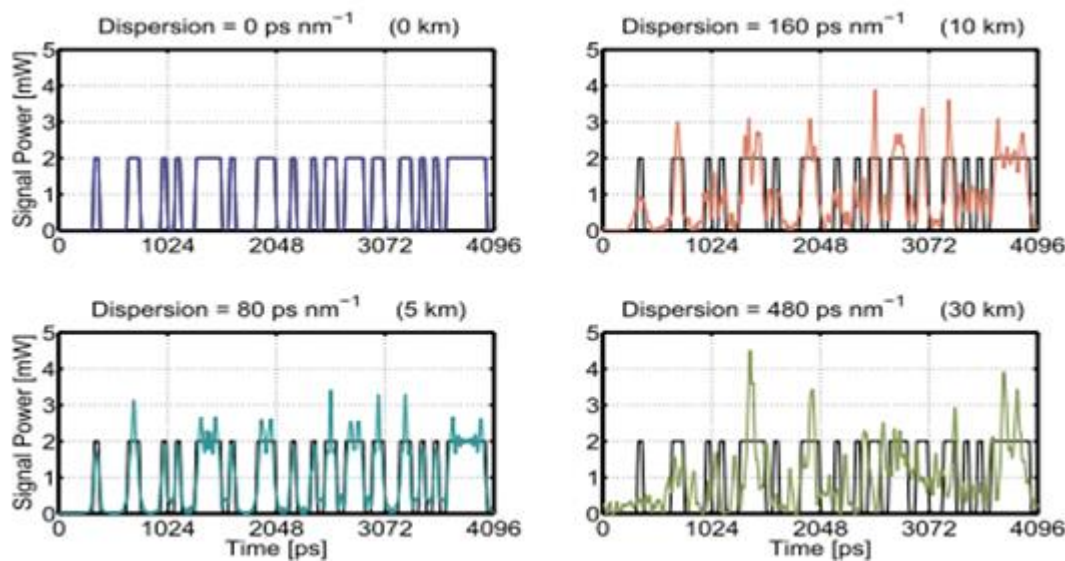 Dispersion = 0 ps nm⁻¹ (0 km)
5
4
3
2
1
0
Signal Power [mW]
0 1024 2048 3072 4096
Dispersion = 160 ps nm⁻¹ (10 km)
5
4
3
2
1
0
0 1024 2048 3072 4096
Dispersion = 80 ps nm⁻¹ (5 km)
5
4
3
2
1
0
Signal Power [mW]
0 1024 2048 3072 4096
Time [ps]
Dispersion = 480 ps nm⁻¹ (30 km)
5
4
3
2
1
0
0 1024 2048 3072 4096
Time [ps]